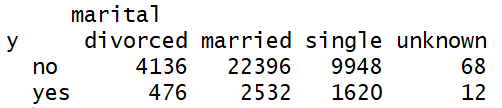 marital
y divorced married single unknown
no 4136 22396 9948 68
yes 476 2532 1620 12